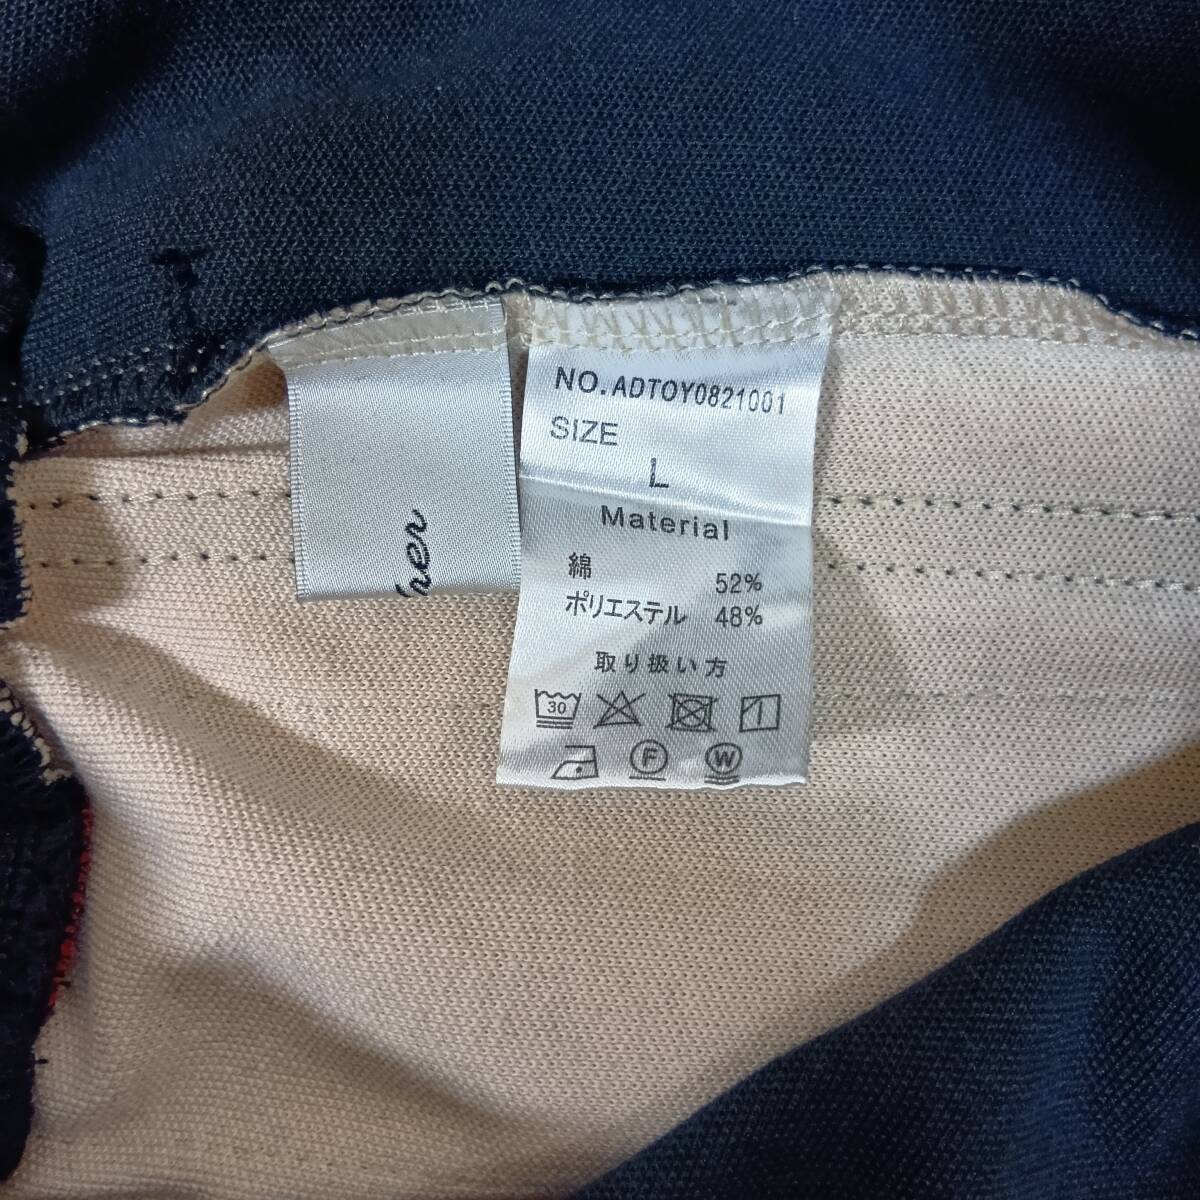 NO. ADTOY0821001
SIZE
L
Material
綿 52%
ポリエステル 48%
取り扱い方
30
F W